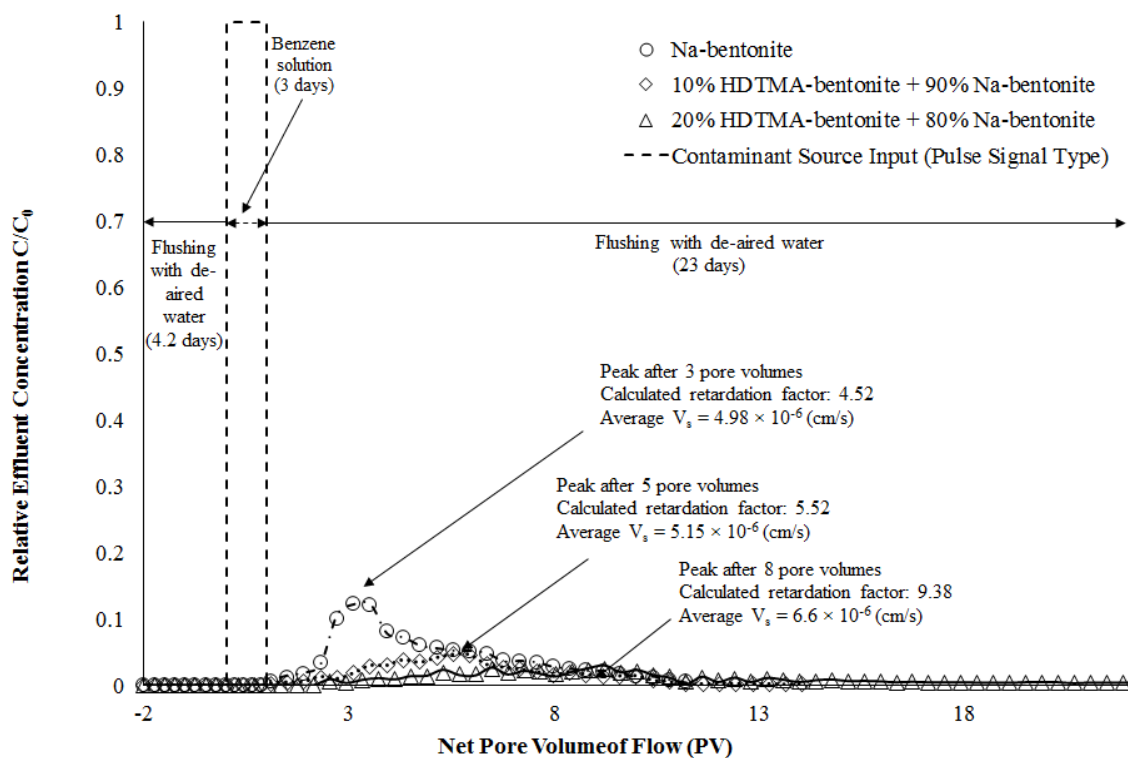 Relative Effluent Concentration C/C₀
1
0.9
0.8
0.7
0.6
0.5
0.4
0.3
0.2
0.1
0
-2
3
8
13
18
Net Pore Volumeof Flow (PV)
Benzene
solution
(3 days)
Na-bentonite
10% HDTMA-bentonite + 90% Na-bentonite
20% HDTMA-bentonite + 80% Na-bentonite
Contaminant Source Input (Pulse Signal Type)
Flushing
with de-
aired
water
(4.2 days)
Flushing with de-aired water
(23 days)
Peak after 3 pore volumes
Calculated retardation factor: 4.52
Average Vₛ = 4.98 × 10⁻⁶ (cm/s)
Peak after 5 pore volumes
Calculated retardation factor: 5.52
Average Vₛ = 5.15 × 10⁻⁶ (cm/s)
Peak after 8 pore volumes
Calculated retardation factor: 9.38
Average Vₛ = 6.6 × 10⁻⁶ (cm/s)